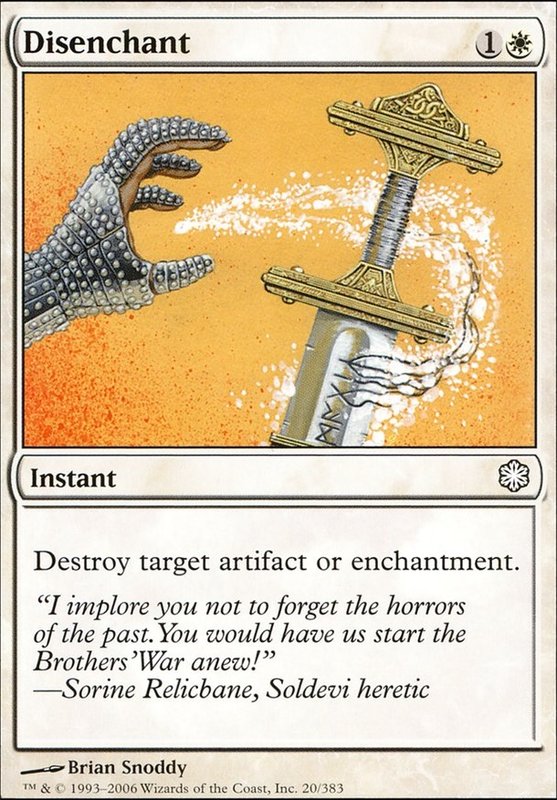 Disenchant 1
Instant
Destroy target artifact or enchantment.
“I implore you not to forget the horrors
of the past. You would have us start the
Brothers’ War anew!”
—Sorine Relicbane, Soldevi heretic
Brian Snoddy
™ & © 1993–2006 Wizards of the Coast, Inc. 20/383